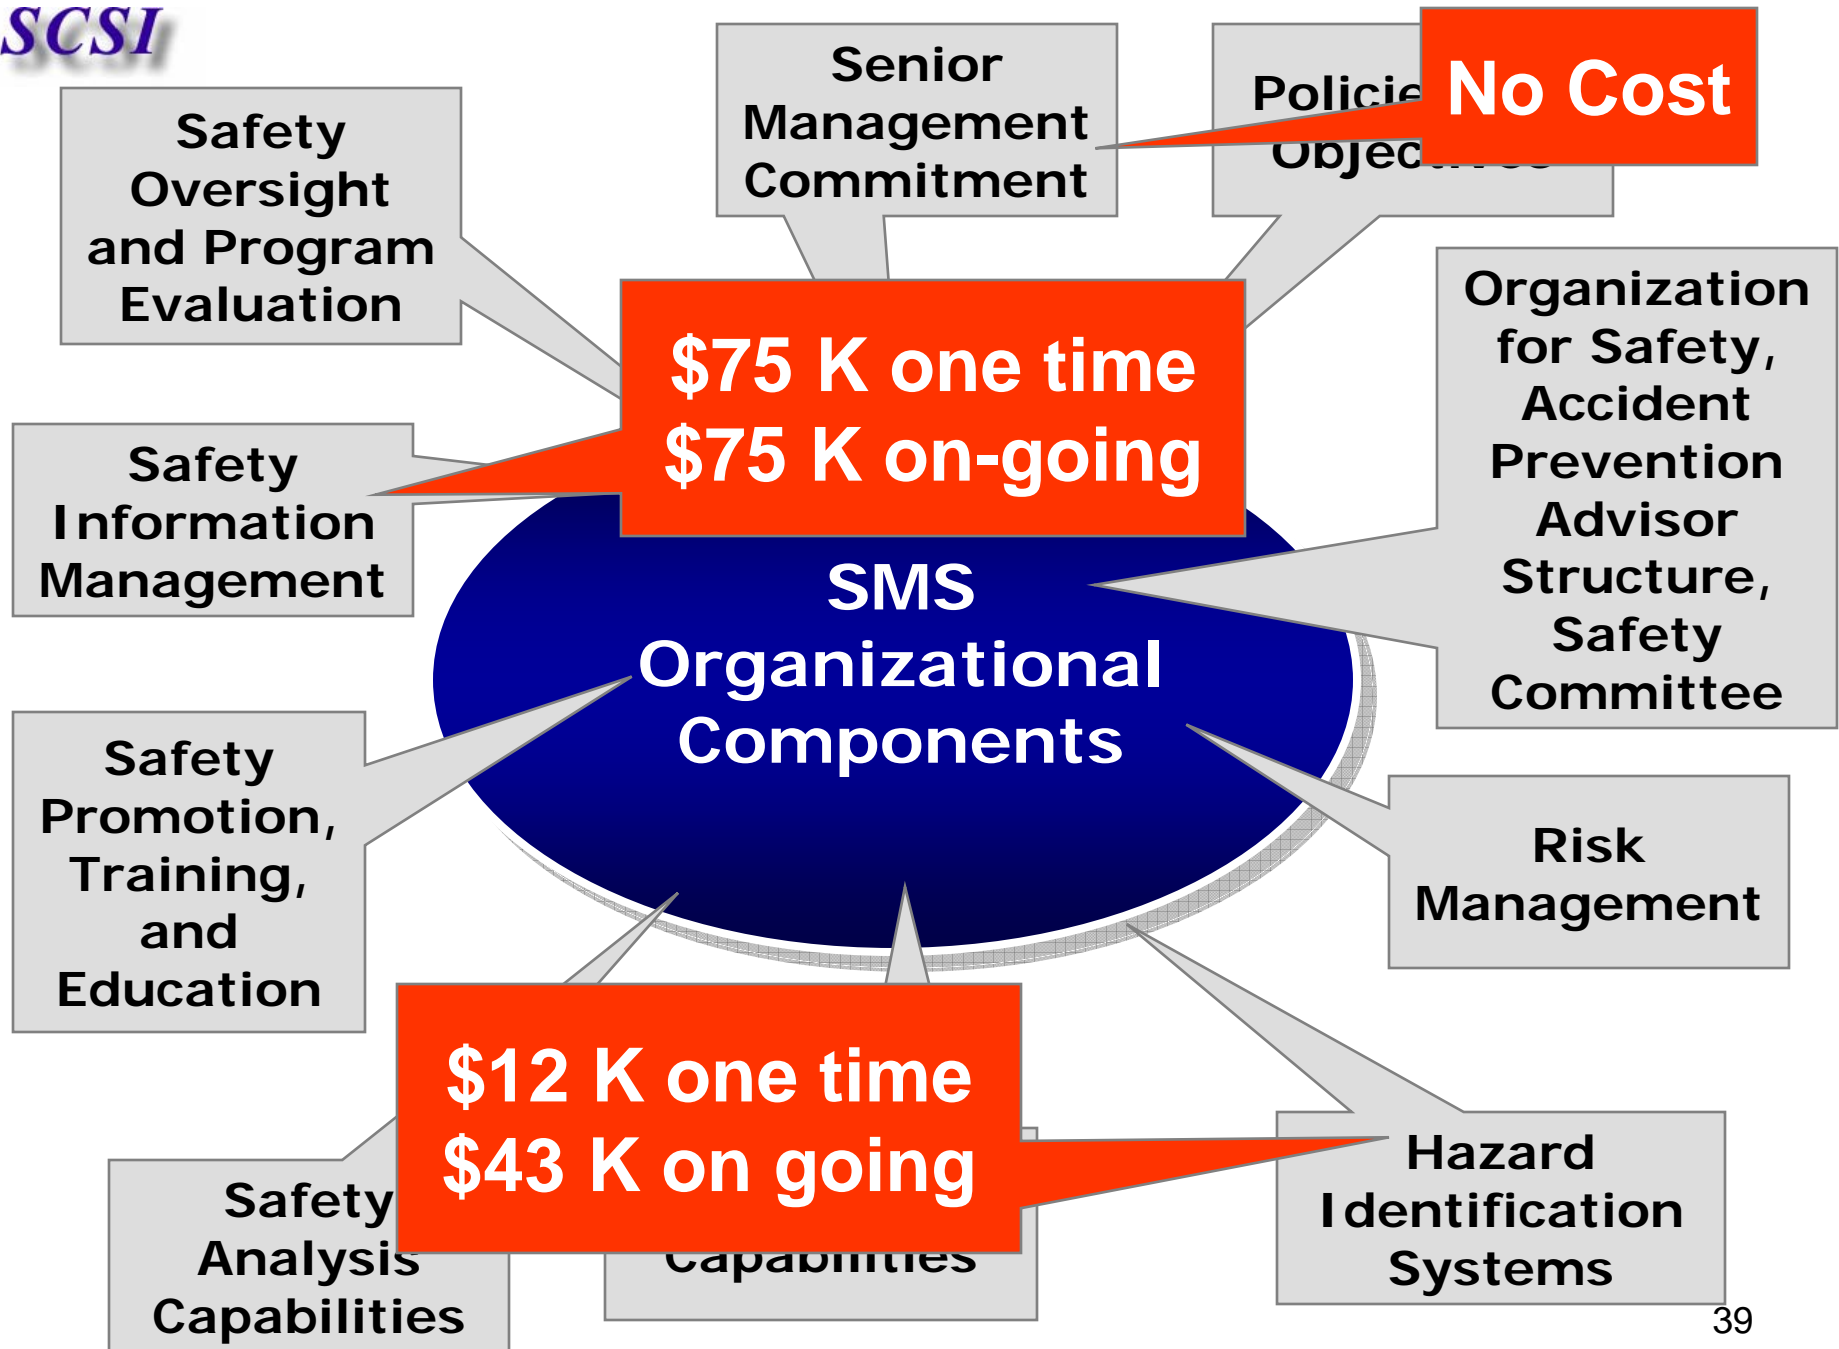 SCSI
Senior
Management
Commitment
No Cost
Safety
Oversight
and Program
Evaluation
Organization
for Safety,
Accident
Prevention
Advisor
Structure,
Safety
Committee
$75 K one time
$75 K on-going
Safety
Information
Management
SMS
Organizational
Components
Safety
Promotion,
Training,
and
Education
Risk
Management
$12 K one time
$43 K on going
Hazard
Identification
Systems
Safety
Analysis
Capabilities
Capabilities
39